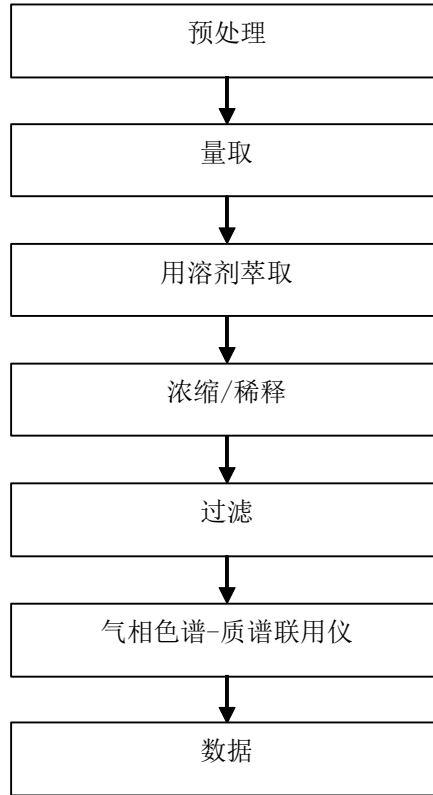 预处理
量取
用溶剂萃取
浓缩/稀释
过滤
气相色谱-质谱联用仪
数据